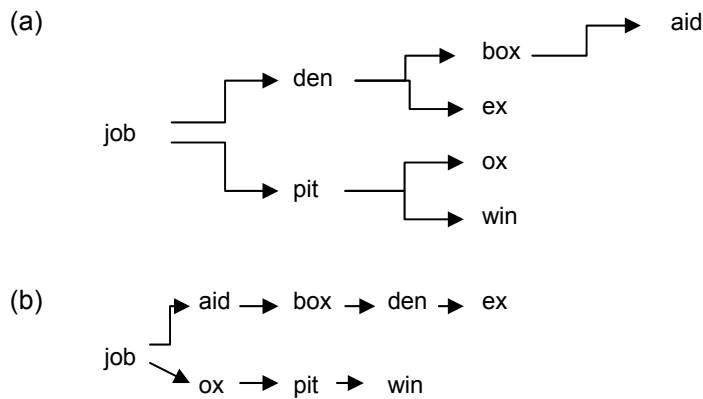 (a)
aid
box
den
ex
job
ox
pit
win
(b)
aid box den ex
job
ox pit win